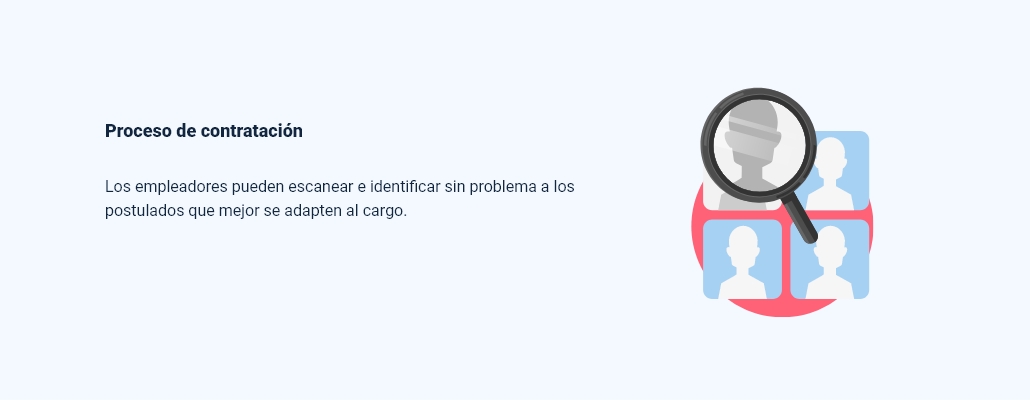 Proceso de contratación
Los empleadores pueden escanear e identificar sin problema a los
postulados que mejor se adapten al cargo.